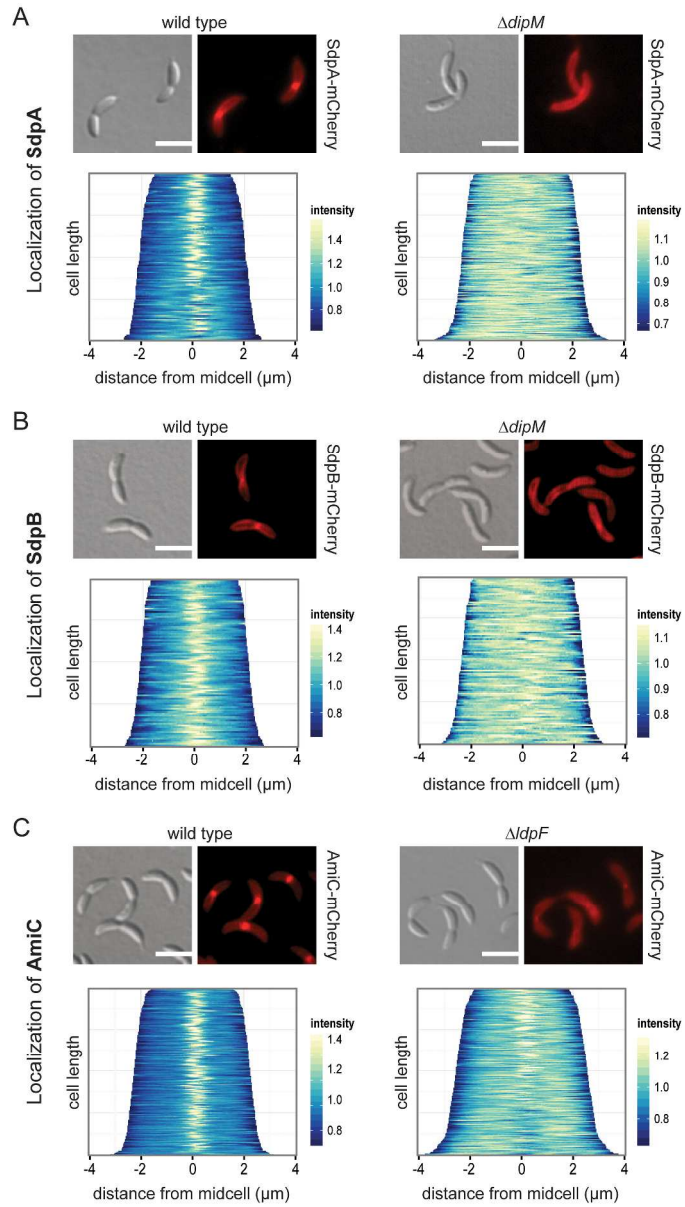 A
wild type
ΔdipM
SdpA-mCherry
SdpA-mCherry
Localization of SdpA
cell length
intensity
1.4
1.2
1.0
0.8
-4 -2 0 2 4
distance from midcell (µm)
cell length
intensity
1.1
1.0
0.9
0.8
0.7
-4 -2 0 2 4
distance from midcell (µm)
B
wild type
ΔdipM
SdpB-mCherry
SdpB-mCherry
Localization of SdpB
cell length
intensity
1.4
1.2
1.0
0.8
-4 -2 0 2 4
distance from midcell (µm)
cell length
intensity
1.1
1.0
0.9
0.8
-4 -2 0 2 4
distance from midcell (µm)
C
wild type
ΔldpF
AmiC-mCherry
AmiC-mCherry
Localization of AmiC
cell length
intensity
1.4
1.2
1.0
0.8
-4 -2 0 2 4
distance from midcell (µm)
cell length
intensity
1.2
1.0
0.8
-4 -2 0 2 4
distance from midcell (µm)